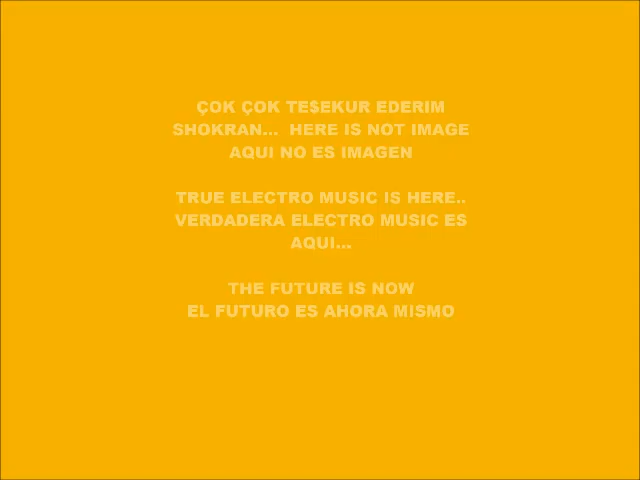 ÇOK ÇOK TEŞEKUR EDERIM
SHOKRAN... HERE IS NOT IMAGE
AQUI NO ES IMAGEN
TRUE ELECTRO MUSIC IS HERE..
VERDADERA ELECTRO MUSIC ES
AQUI...
THE FUTURE IS NOW
EL FUTURO ES AHORA MISMO